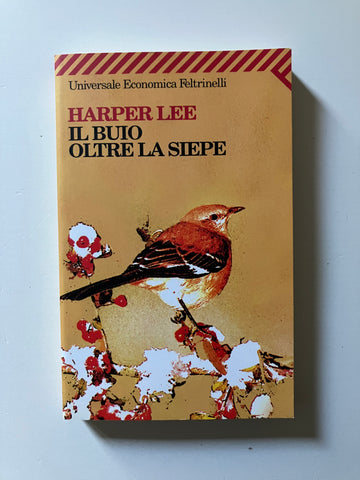 Universale Economica Feltrinelli
HARPER LEE
IL BUIO
OLTRE LA SIEPE